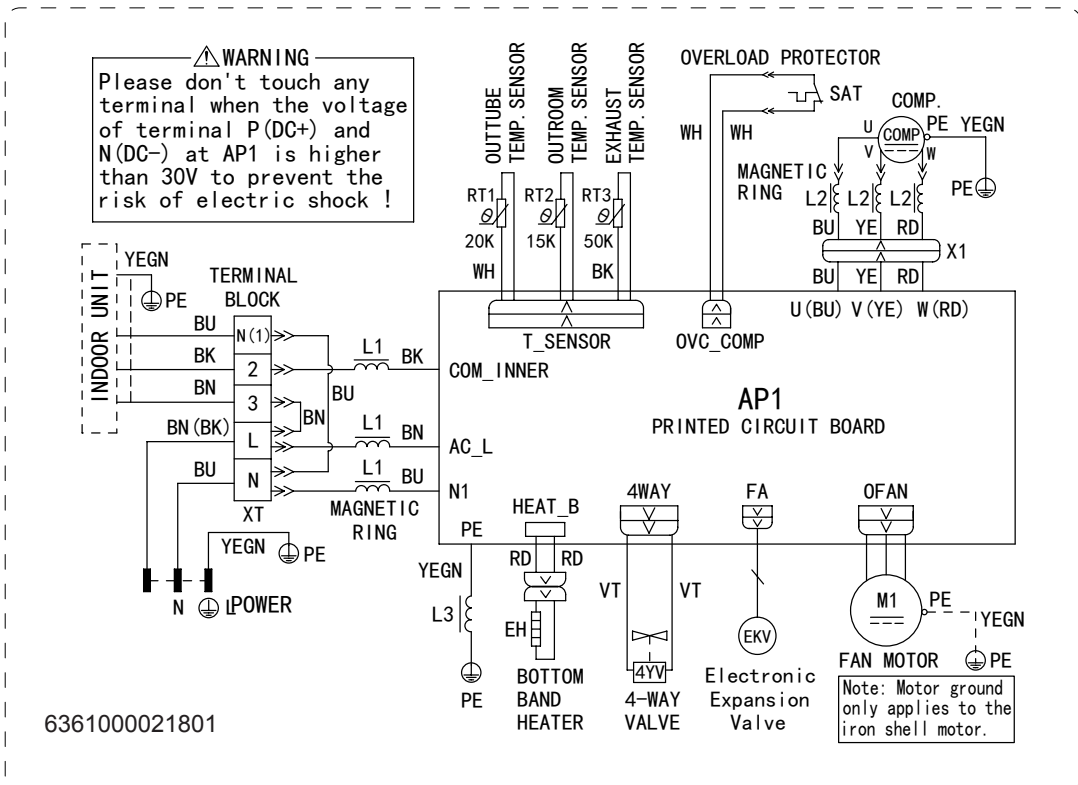 WARNING
Please don't touch any
terminal when the voltage
of terminal P(DC+) and
N(DC-) at AP1 is higher
than 30V to prevent the
risk of electric shock !
OUTTUBE
TEMP. SENSOR
OUTROOM
TEMP. SENSOR
EXHAUST
TEMP. SENSOR
RT1
RT2
RT3
θ
θ
θ
20K
15K
50K
WH
BK
T_SENSOR
OVERLOAD PROTECTOR
SAT
WH
WH
OVC_COMP
COMP.
U
V
W
COMP
PE
YEGN
PE
MAGNETIC
RING
L2
L2
L2
BU
YE
RD
X1
BU
YE
RD
U(BU)
V(YE)
W(RD)
INDOOR UNIT
YEGN
PE
TERMINAL
BLOCK
BU
N(1)
BK
2
BN
3
BN(BK)
L
BU
N
XT
BN
BU
L1
BK
COM_INNER
L1
BN
AC_L
L1
BU
N1
MAGNETIC
RING
YEGN
PE
N
L
POWER
AP1
PRINTED CIRCUIT BOARD
PE
YEGN
L3
PE
HEAT_B
RD
RD
EH
BOTTOM
BAND
HEATER
4WAY
VT
VT
4YV
4-WAY
VALVE
FA
EKV
Electronic
Expansion
Valve
OFAN
M1
PE
YEGN
PE
FAN MOTOR
Note: Motor ground
only applies to the
iron shell motor.
6361000021801